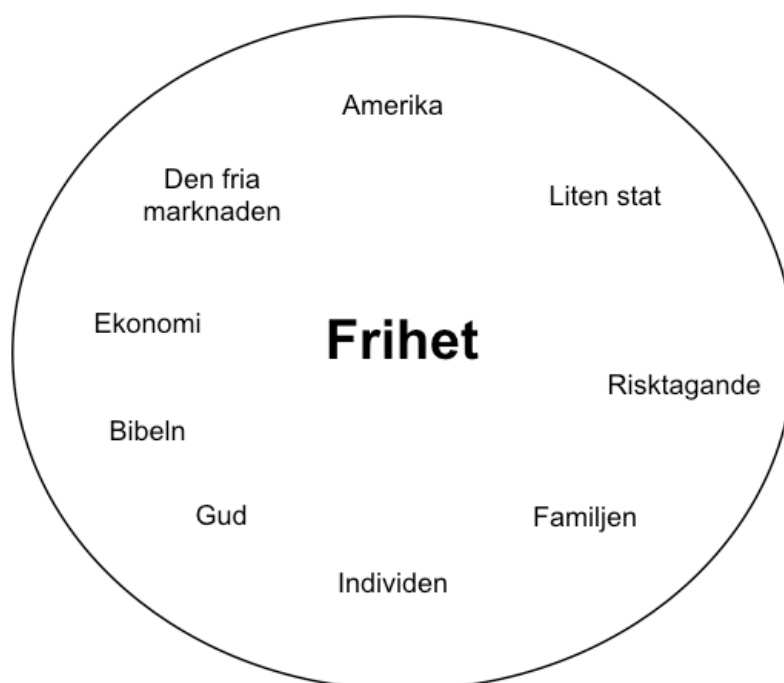 Amerika
Den fria
marknaden
Liten stat
Ekonomi
Frihet
Risktagande
Bibeln
Gud
Familjen
Individen